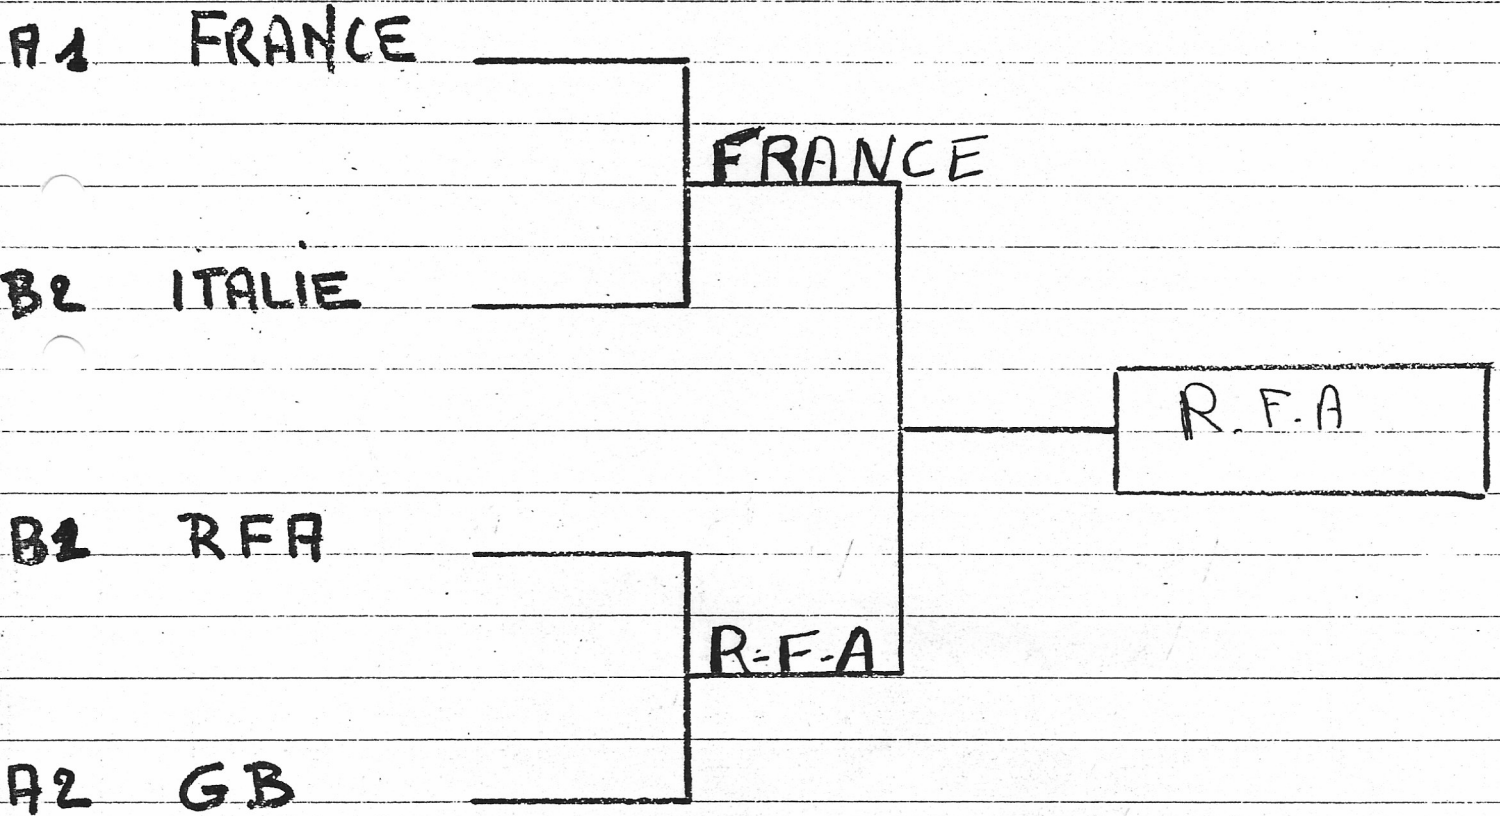 A1 FRANCE
FRANCE
B2 ITALIE
R.F.A
B1 RFA
R-F-A
A2 GB